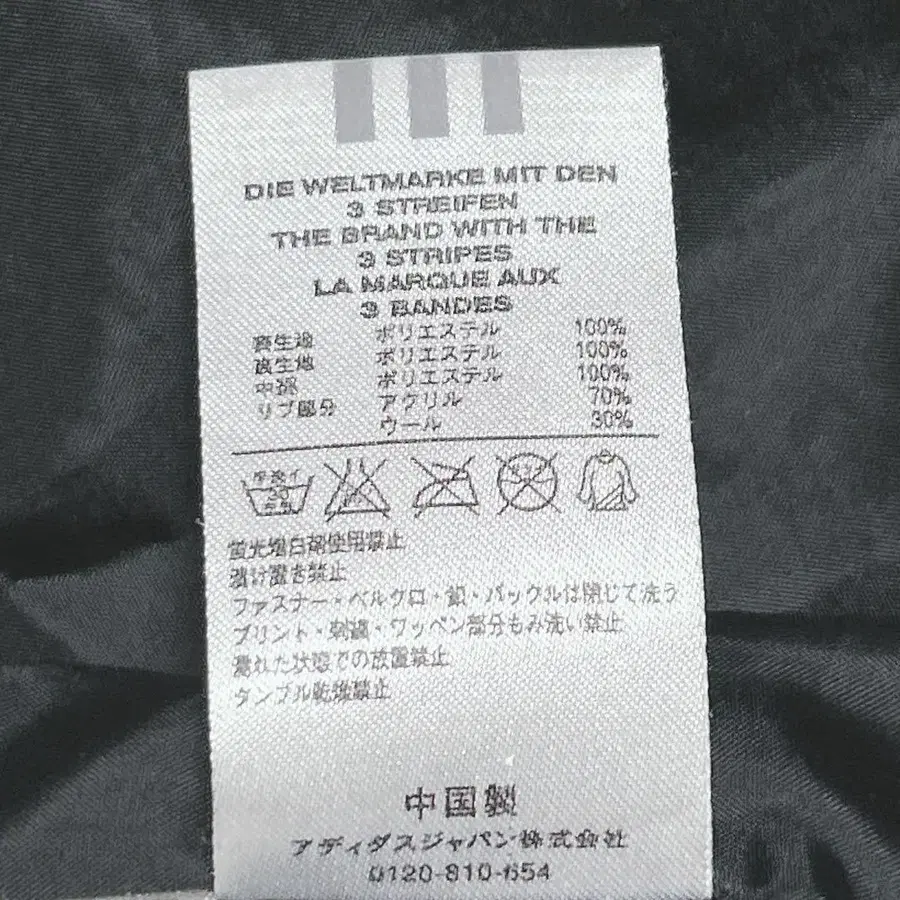 DIE WELTMARKE MIT DEN
3 STREIFEN
THE BRAND WITH THE
3 STRIPES
LA MARQUE AUX
3 BANDES
表生地 ポリエステル 100%
裏生地 ポリエステル 100%
中綿 ポリエステル 100%
リブ部分 アクリル 70%
ウール 30%
手洗イ
30
中性
蛍光増白剤使用禁止
漬け置き禁止
ファスナー・ベルクロ・釦・バックルは閉じて洗う
プリント・刺繍・ワッペン部分もみ洗い禁止
濡れた状態での放置禁止
タンブル乾燥禁止
中国製
アディダスジャパン株式会社
0120-810-654